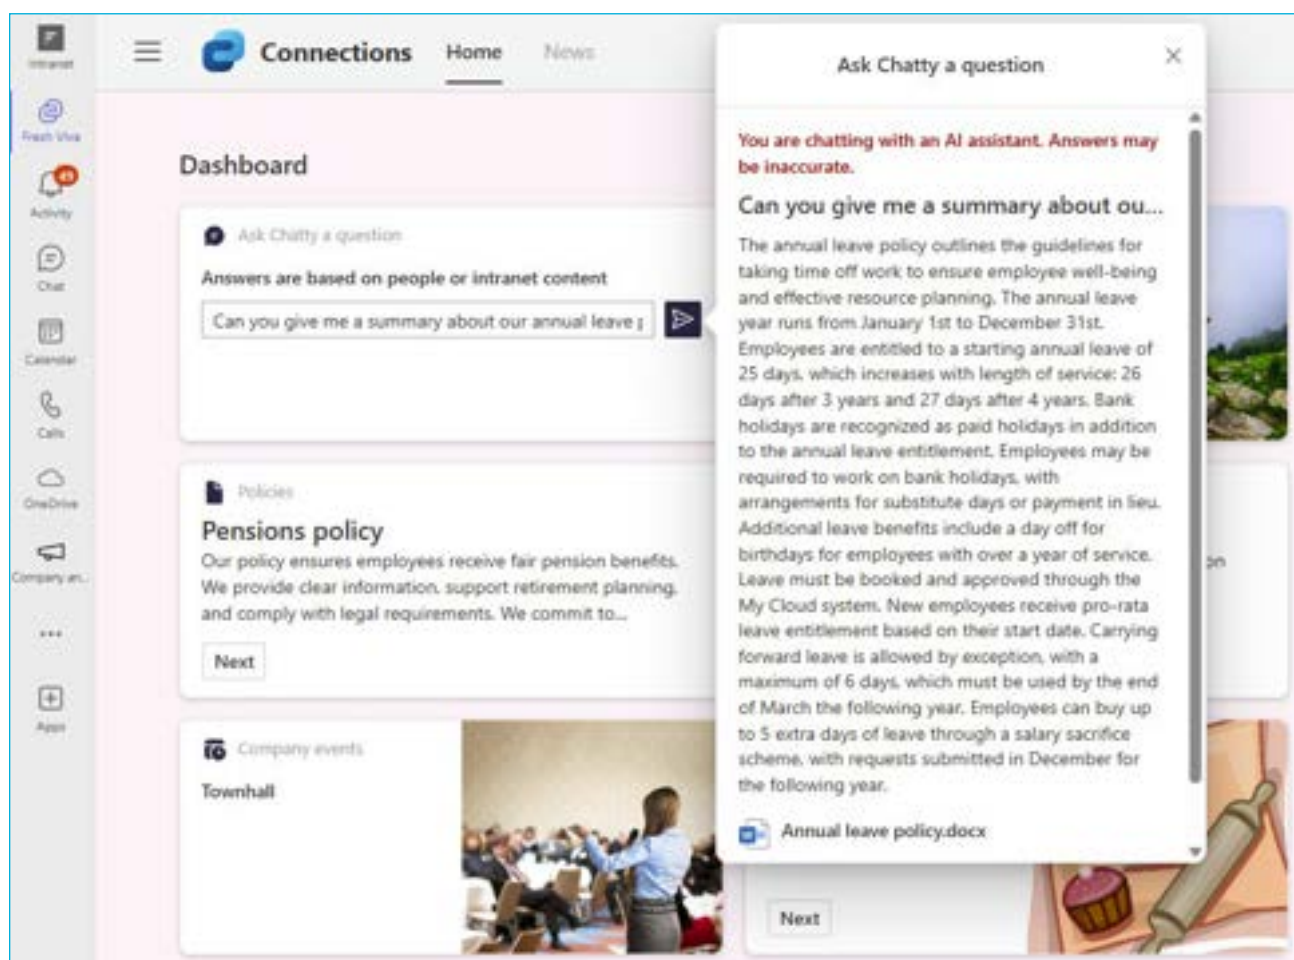 Intranet
Connections
Home
News
Fresh Viva
49
Activity
Chat
Calendar
Calls
OneDrive
Company an...
Apps
Dashboard
Ask Chatty a question
Answers are based on people or intranet content
Can you give me a summary about our annual leave p
Policies
Pensions policy
Our policy ensures employees receive fair pension benefits.
We provide clear information, support retirement planning,
and comply with legal requirements. We commit to...
Next
Company events
Townhall
Ask Chatty a question
You are chatting with an AI assistant. Answers may
be inaccurate.
Can you give me a summary about ou...
The annual leave policy outlines the guidelines for
taking time off work to ensure employee well-being
and effective resource planning. The annual leave
year runs from January 1st to December 31st.
Employees are entitled to a starting annual leave of
25 days, which increases with length of service: 26
days after 3 years and 27 days after 4 years. Bank
holidays are recognized as paid holidays in addition
to the annual leave entitlement. Employees may be
required to work on bank holidays, with
arrangements for substitute days or payment in lieu.
Additional leave benefits include a day off for
birthdays for employees with over a year of service.
Leave must be booked and approved through the
My Cloud system. New employees receive pro-rata
leave entitlement based on their start date. Carrying
forward leave is allowed by exception, with a
maximum of 6 days, which must be used by the end
of March the following year. Employees can buy up
to 5 extra days of leave through a salary sacrifice
scheme, with requests submitted in December for
the following year.
Annual leave policy.docx
on
Next